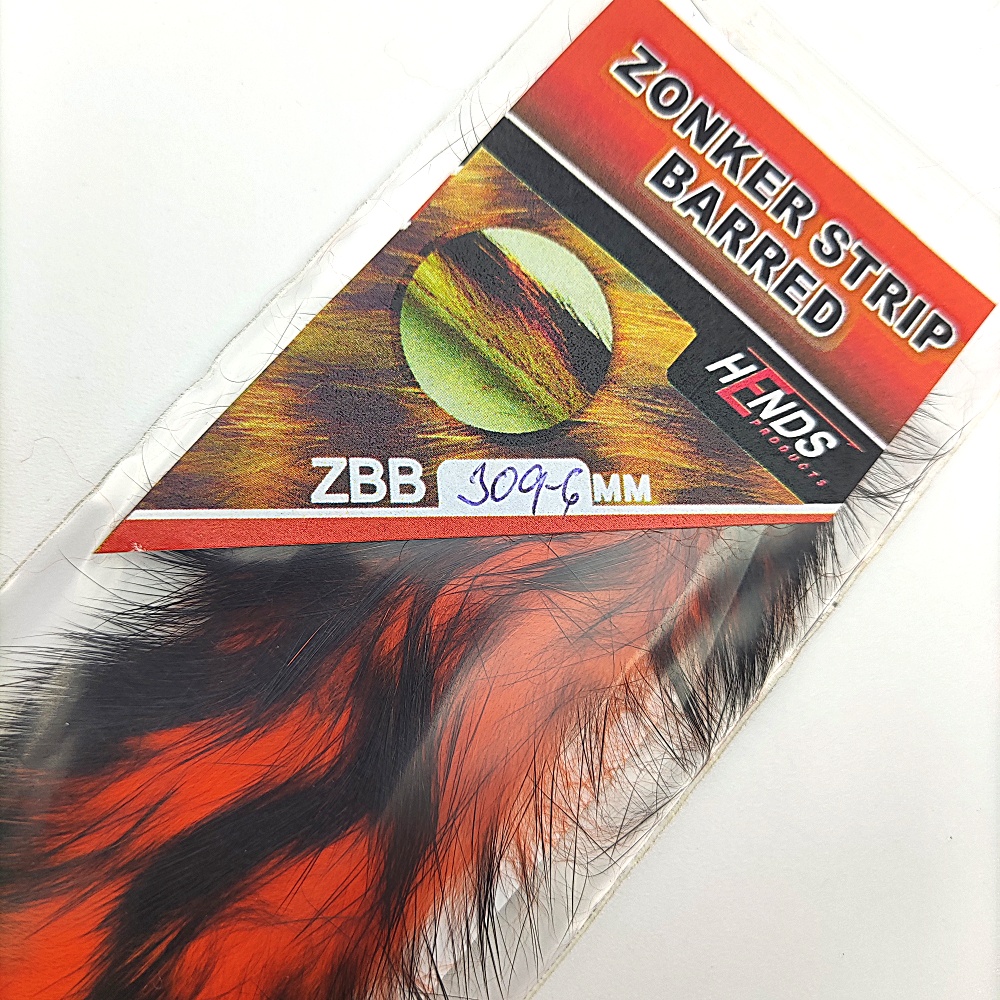 ZONKER STRIP
BARRED
HENDS
PRODUCTS
ZBB 309-6 MM